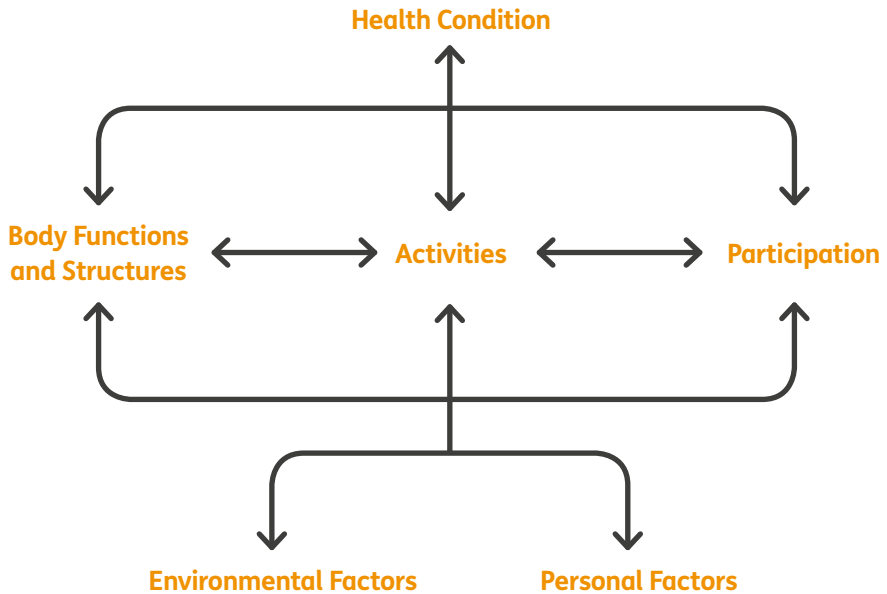 Health Condition
Body Functions
and Structures
Activities
Participation
Environmental Factors
Personal Factors